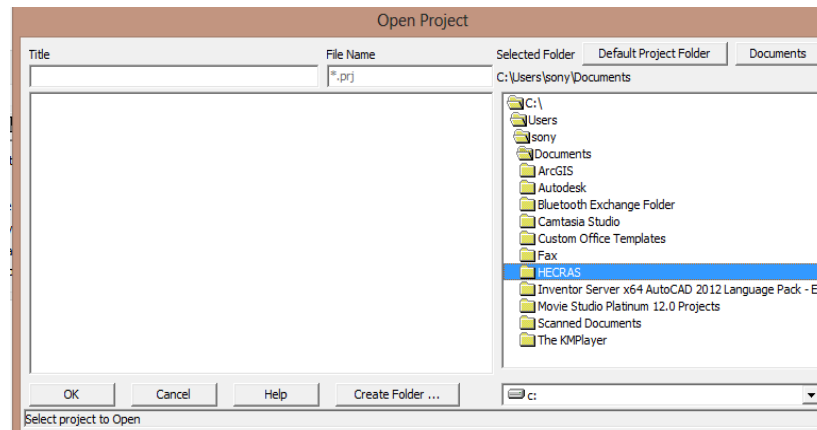 Open Project
Title
File Name
Selected Folder
Default Project Folder
Documents
*.prj
C:\Users\sony\Documents
C:\
Users
sony
Documents
ArcGIS
Autodesk
Bluetooth Exchange Folder
Camtasia Studio
Custom Office Templates
Fax
HECRAS
Inventor Server x64 AutoCAD 2012 Language Pack - E
Movie Studio Platinum 12.0 Projects
Scanned Documents
The KMPlayer
OK
Cancel
Help
Create Folder ...
c:
Select project to Open